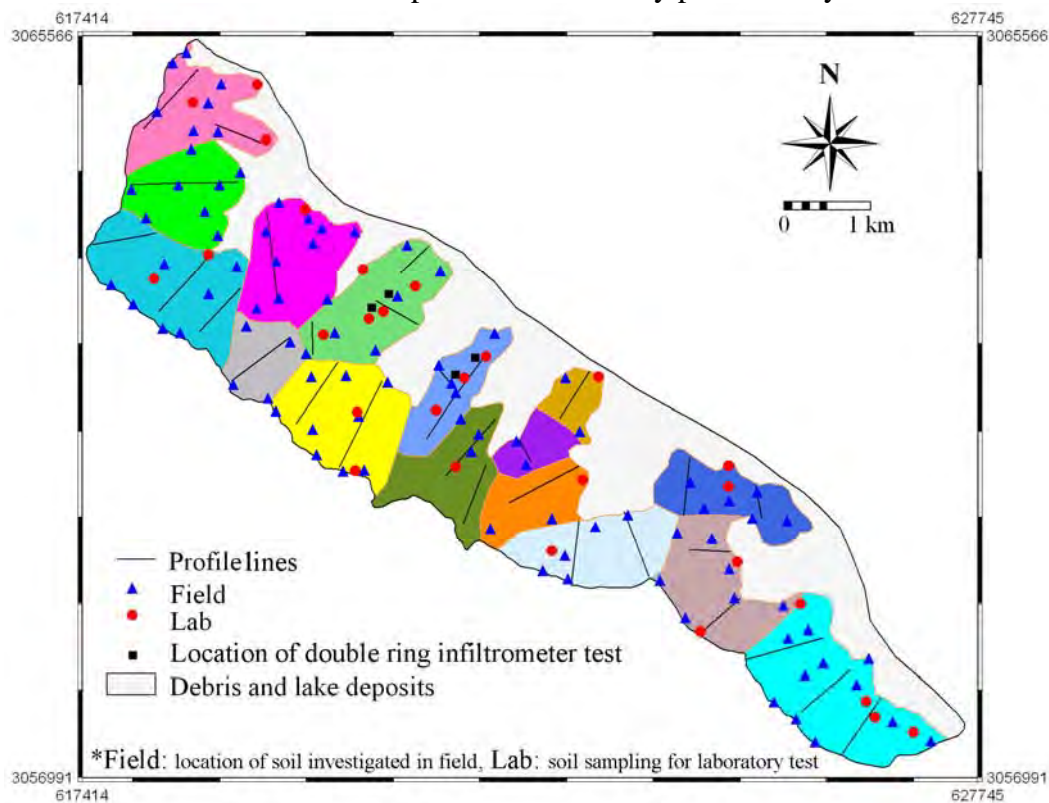 617414
627745
3065566
3065566
N
0 1 km
Profile lines
Field
Lab
Location of double ring infiltrometer test
Debris and lake deposits
*Field: location of soil investigated in field, Lab: soil sampling for laboratory test
3056991
3056991
617414
627745